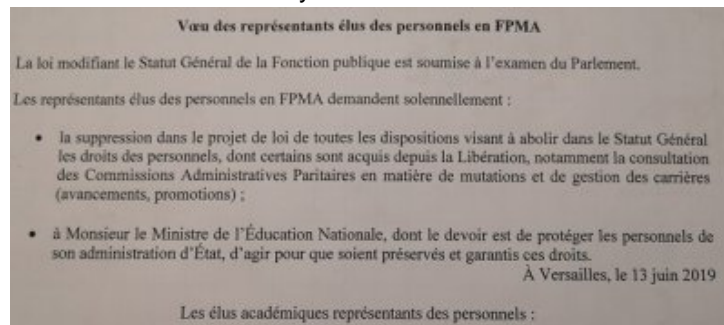 Vœu des représentants élus des personnels en FPMA
La loi modifiant le Statut Général de la Fonction publique est soumise à l'examen du Parlement.
Les représentants élus des personnels en FPMA demandent solennellement :
• la suppression dans le projet de loi de toutes les dispositions visant à abolir dans le Statut Général
les droits des personnels, dont certains sont acquis depuis la Libération, notamment la consultation
des Commissions Administratives Paritaires en matière de mutations et de gestion des carrières
(avancements, promotions) ;
• à Monsieur le Ministre de l'Éducation Nationale, dont le devoir est de protéger les personnels de
son administration d'État, d'agir pour que soient préservés et garantis ces droits.
À Versailles, le 13 juin 2019
Les élus académiques représentants des personnels :